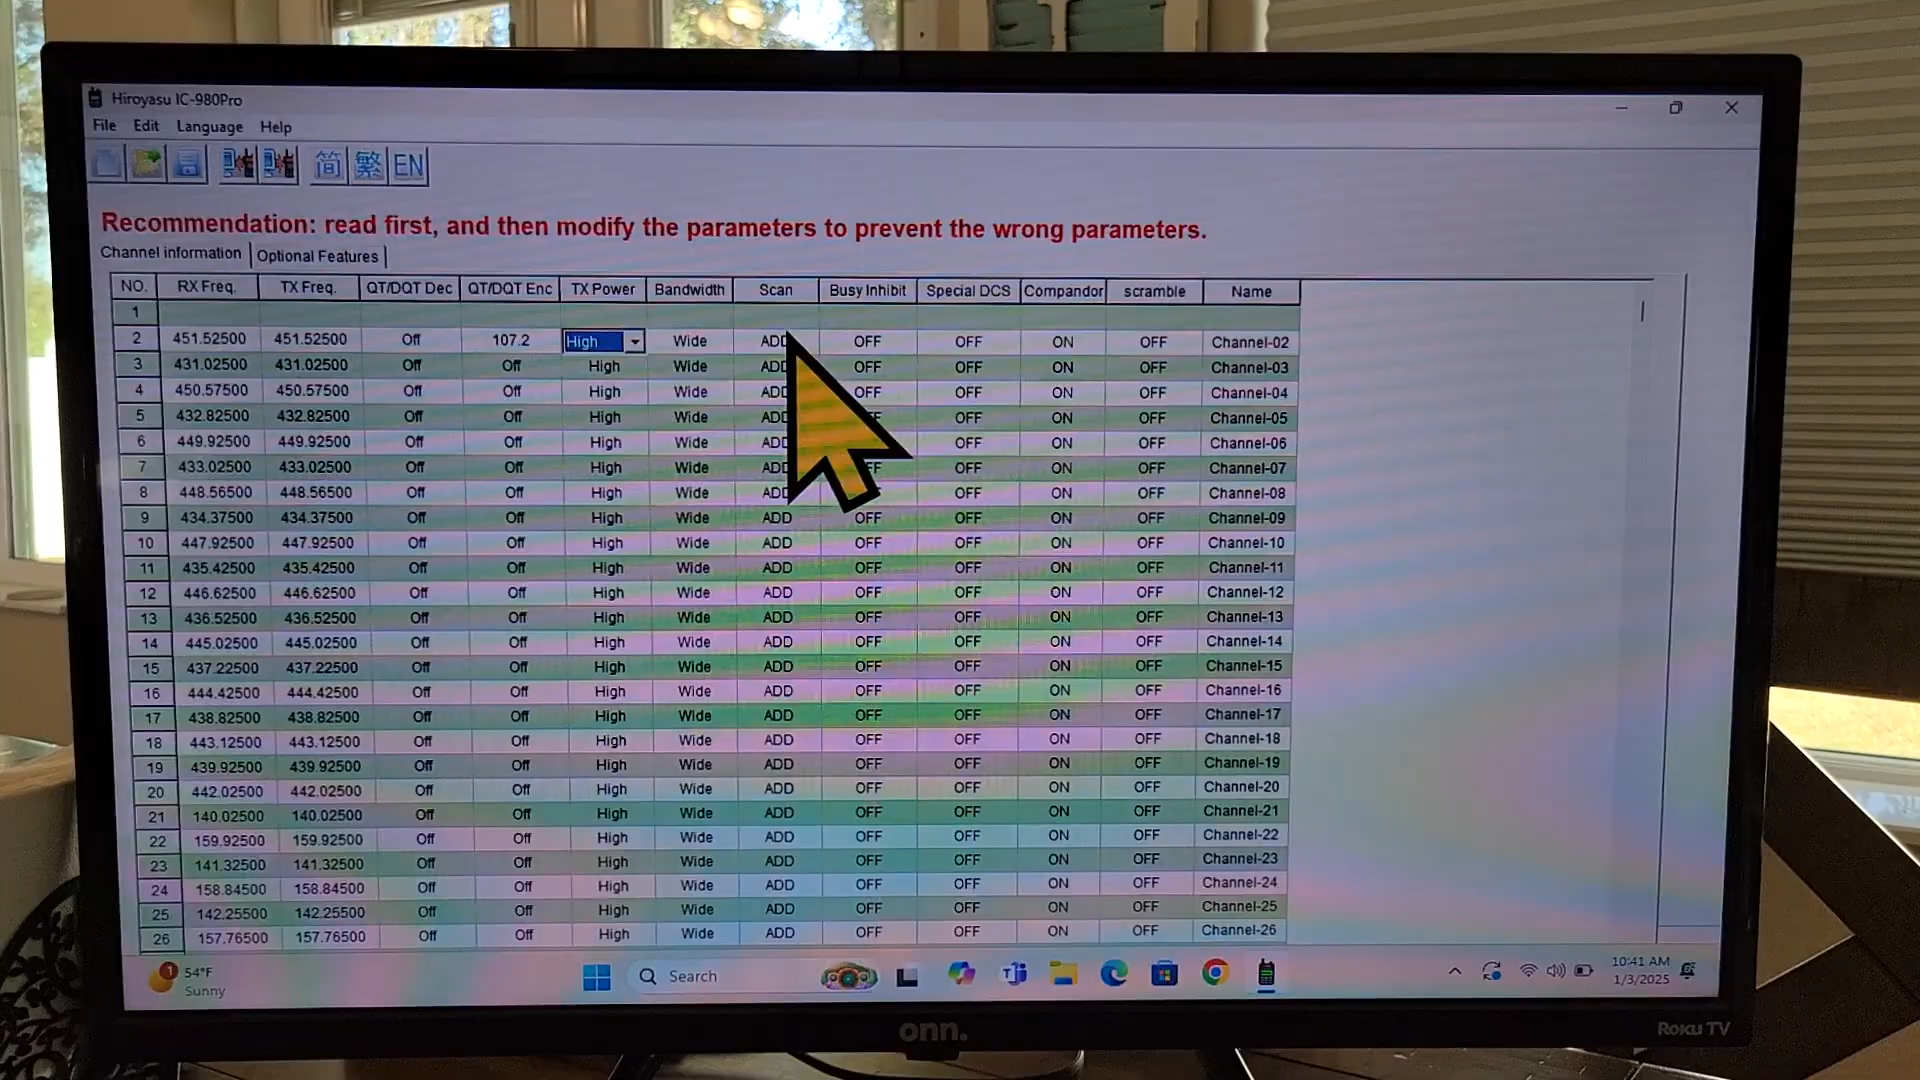 Hiroyasu IC-980Pro
File Edit Language Help
简 繁 EN
Recommendation: read first, and then modify the parameters to prevent the wrong parameters.
Channel information Optional Features
NO. RX Freq. TX Freq. QT/DQT Dec QT/DQT Enc TX Power Bandwidth Scan Busy Inhibit Special DCS Compandor scramble Name
1
2 451.52500 451.52500 Off 107.2 High Wide ADD OFF OFF ON OFF Channel-02
3 431.02500 431.02500 Off Off High Wide ADD OFF OFF ON OFF Channel-03
4 450.57500 450.57500 Off Off High Wide ADD OFF OFF ON OFF Channel-04
5 432.82500 432.82500 Off Off High Wide ADD OFF ON OFF Channel-05
6 449.92500 449.92500 Off Off High Wide ADD OFF ON OFF Channel-06
7 433.02500 433.02500 Off Off High Wide ADD OFF ON OFF Channel-07
8 448.56500 448.56500 Off Off High Wide ADD OFF OFF ON OFF Channel-08
9 434.37500 434.37500 Off Off High Wide ADD OFF OFF ON OFF Channel-09
10 447.92500 447.92500 Off Off High Wide ADD OFF OFF ON OFF Channel-10
11 435.42500 435.42500 Off Off High Wide ADD OFF OFF ON OFF Channel-11
12 446.62500 446.62500 Off Off High Wide ADD OFF OFF ON OFF Channel-12
13 436.52500 436.52500 Off Off High Wide ADD OFF OFF ON OFF Channel-13
14 445.02500 445.02500 Off Off High Wide ADD OFF OFF ON OFF Channel-14
15 437.22500 437.22500 Off Off High Wide ADD OFF OFF ON OFF Channel-15
16 444.42500 444.42500 Off Off High Wide ADD OFF OFF ON OFF Channel-16
17 438.82500 438.82500 Off Off High Wide ADD OFF OFF ON OFF Channel-17
18 443.12500 443.12500 Off Off High Wide ADD OFF OFF ON OFF Channel-18
19 439.92500 439.92500 Off Off High Wide ADD OFF OFF ON OFF Channel-19
20 442.02500 442.02500 Off Off High Wide ADD OFF OFF ON OFF Channel-20
21 140.02500 140.02500 Off Off High Wide ADD OFF OFF ON OFF Channel-21
22 159.92500 159.92500 Off Off High Wide ADD OFF OFF ON OFF Channel-22
23 141.32500 141.32500 Off Off High Wide ADD OFF OFF ON OFF Channel-23
24 158.84500 158.84500 Off Off High Wide ADD OFF OFF ON OFF Channel-24
25 142.25500 142.25500 Off Off High Wide ADD OFF OFF ON OFF Channel-25
26 157.76500 157.76500 Off Off High Wide ADD OFF OFF ON OFF Channel-26
1 54°F
Sunny
Search
10:41 AM
1/3/2025
onn.
Roku TV